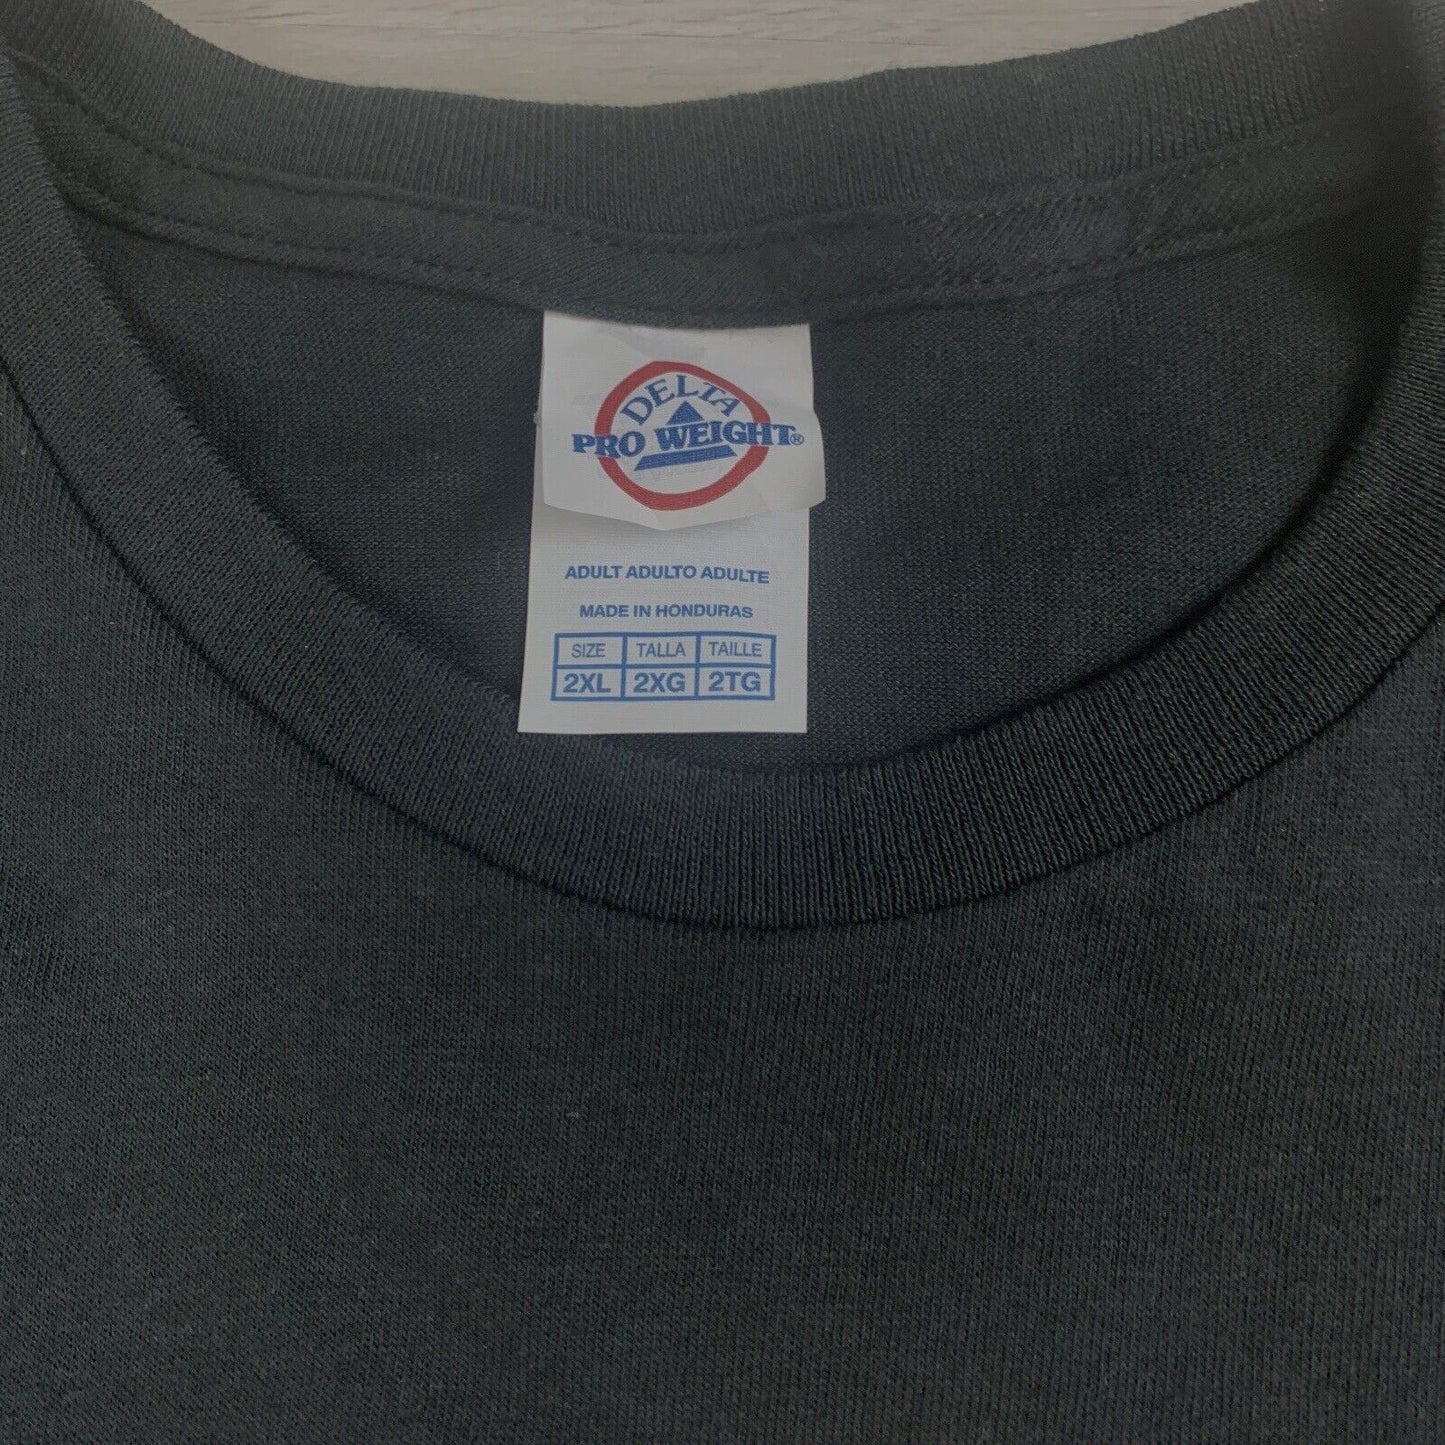 DELTA
PRO WEIGHT®
ADULT ADULTO ADULTE
MADE IN HONDURAS
SIZE TALLA TAILLE
2XL 2XG 2TG